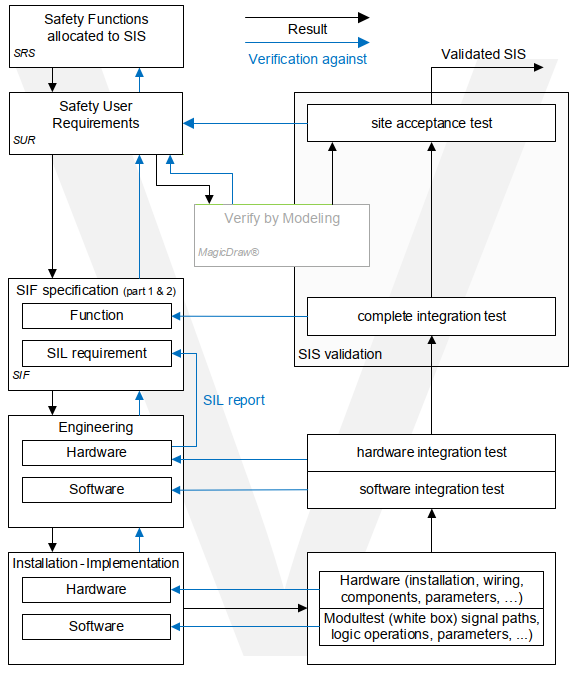 Safety Functions
allocated to SIS
SRS
Result
Verification against
Validated SIS
Safety User
Requirements
SUR
site acceptance test
Verify by Modeling
MagicDraw®
SIF specification (part 1 & 2)
Function
SIL requirement
SIF
complete integration test
SIS validation
SIL report
Engineering
Hardware
Software
hardware integration test
software integration test
Installation - Implementation
Hardware
Software
Hardware (installation, wiring,
components, parameters, …)
Modultest (white box) signal paths,
logic operations, parameters, ...)